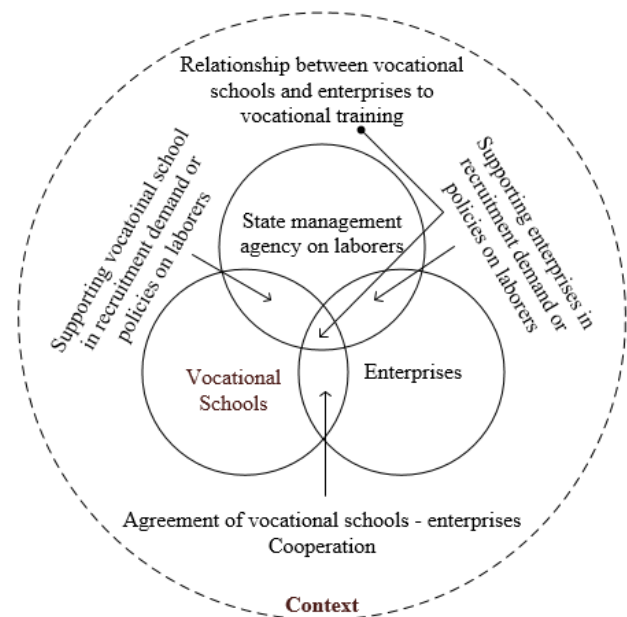 Relationship between vocational
schools and enterprises to
vocational training
Supporting vocatoinal school
in recruitment demand or
policies on laborers
Supporting enterprises in
recruitment demand or
policies on laborers
State management
agency on laborers
Vocational
Schools
Enterprises
Agreement of vocational schools - enterprises
Cooperation
Context